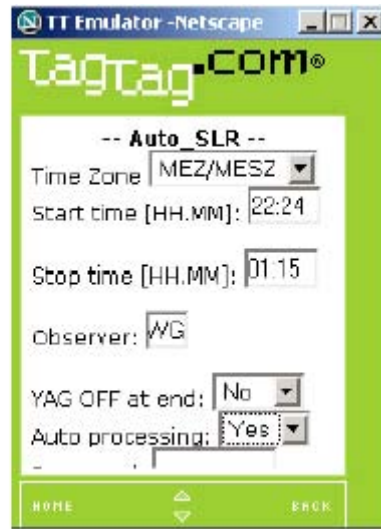 TT Emulator -Netscape
TagTag.com®
-- Auto_SLR --
Time Zone MEZ/MESZ
Start time [HH.MM]: 22:24
Stop time [HH.MM]: 01:15
Observer: WG
YAG OFF at end: No
Auto processing: Yes
HOME BACK